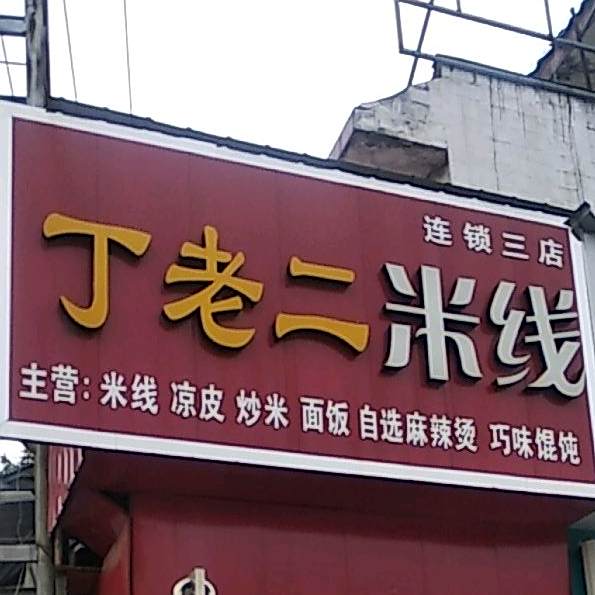 连锁三店
丁老二米线
主营:米线 凉皮 炒米 面饭 自选麻辣烫 巧味馄饨